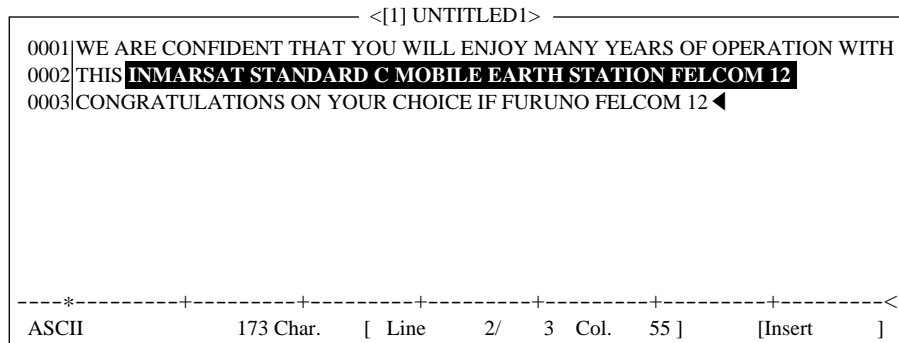 <[1] UNTITLED1>
0001 WE ARE CONFIDENT THAT YOU WILL ENJOY MANY YEARS OF OPERATION WITH
0002 THIS INMARSAT STANDARD C MOBILE EARTH STATION FELCOM 12
0003 CONGRATULATIONS ON YOUR CHOICE IF FURUNO FELCOM 12
----*---------+---------+---------+---------+---------+---------+---------<
ASCII 173 Char. [ Line 2/ 3 Col. 55 ] [Insert ]